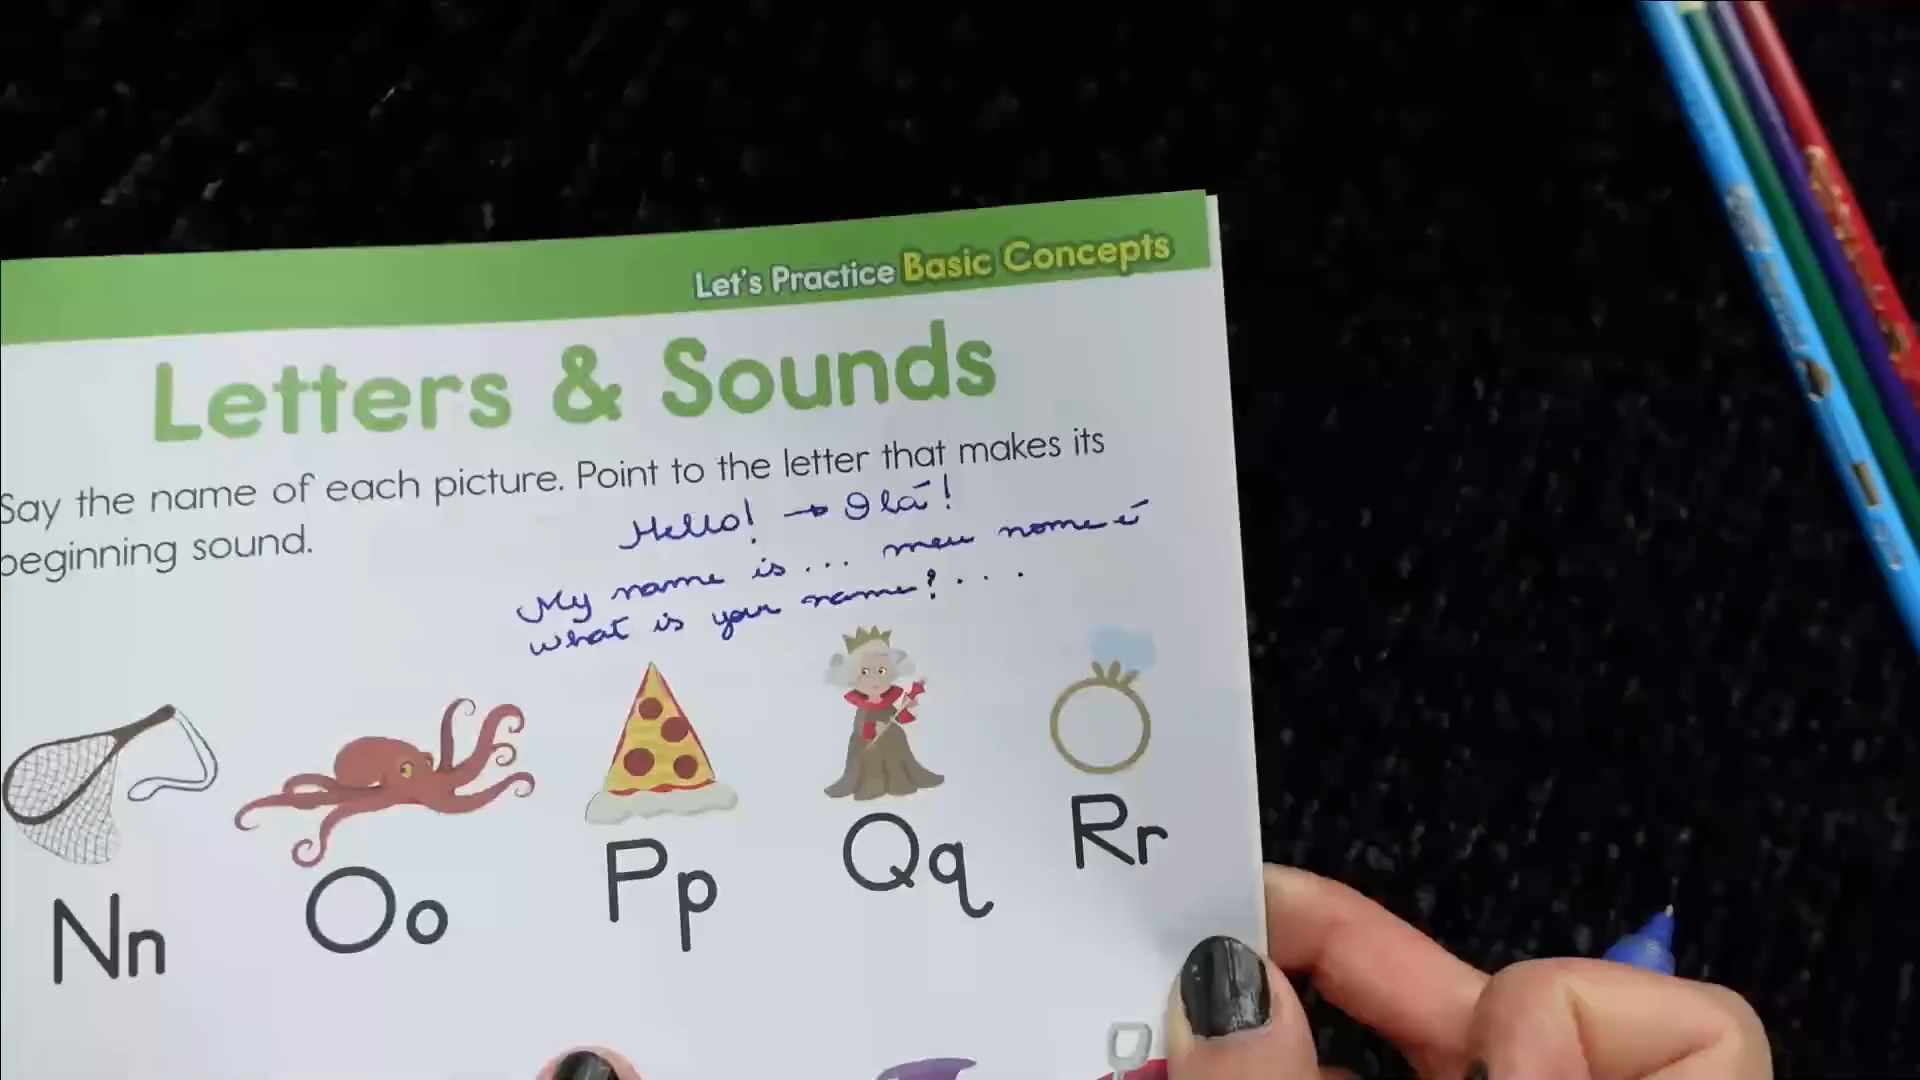 Let's Practice Basic Concepts
Letters & Sounds
Say the name of each picture. Point to the letter that makes its
beginning sound.
Hello! → Olá!
My name is... meu nome é
what is your name? . . .
Nn Oo Pp Qq Rr